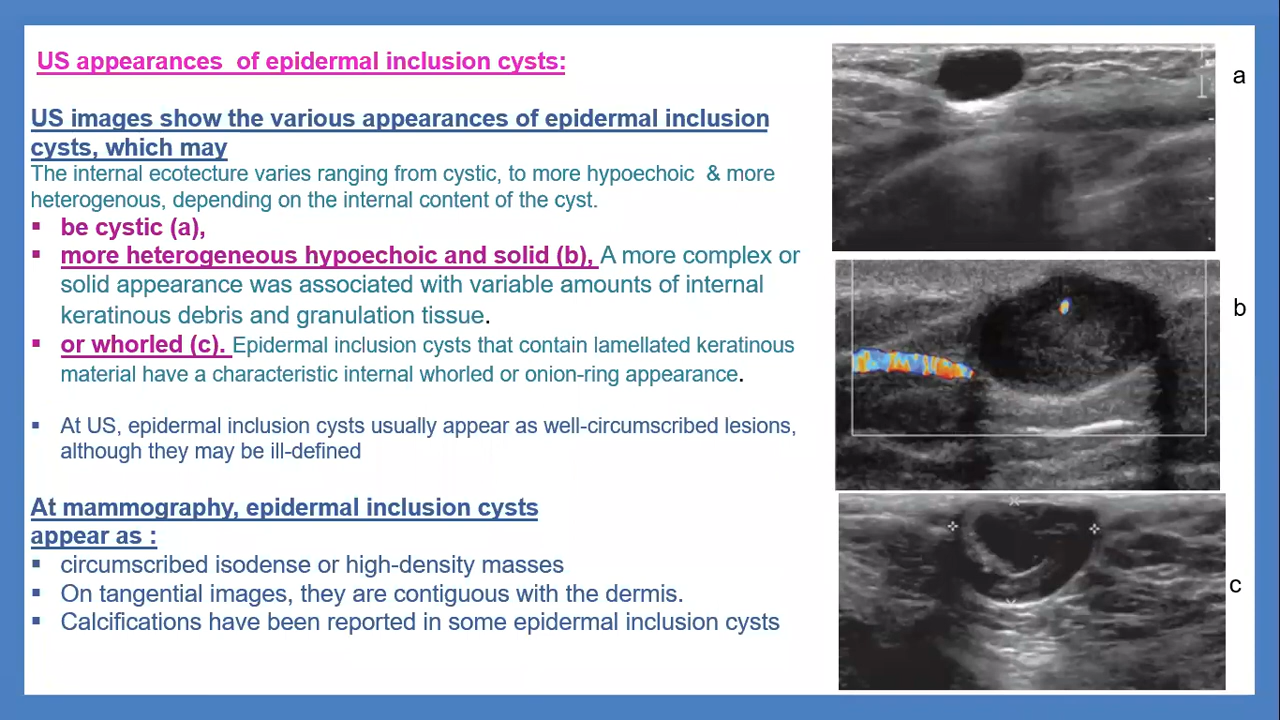 US appearances of epidermal inclusion cysts:
US images show the various appearances of epidermal inclusion
cysts, which may
The internal ecotecture varies ranging from cystic, to more hypoechoic & more
heterogenous, depending on the internal content of the cyst.
▪ be cystic (a),
▪ more heterogeneous hypoechoic and solid (b), A more complex or
solid appearance was associated with variable amounts of internal
keratinous debris and granulation tissue.
▪ or whorled (c). Epidermal inclusion cysts that contain lamellated keratinous
material have a characteristic internal whorled or onion-ring appearance.
▪ At US, epidermal inclusion cysts usually appear as well-circumscribed lesions,
although they may be ill-defined
At mammography, epidermal inclusion cysts
appear as :
▪ circumscribed isodense or high-density masses
▪ On tangential images, they are contiguous with the dermis.
▪ Calcifications have been reported in some epidermal inclusion cysts
a
b
c